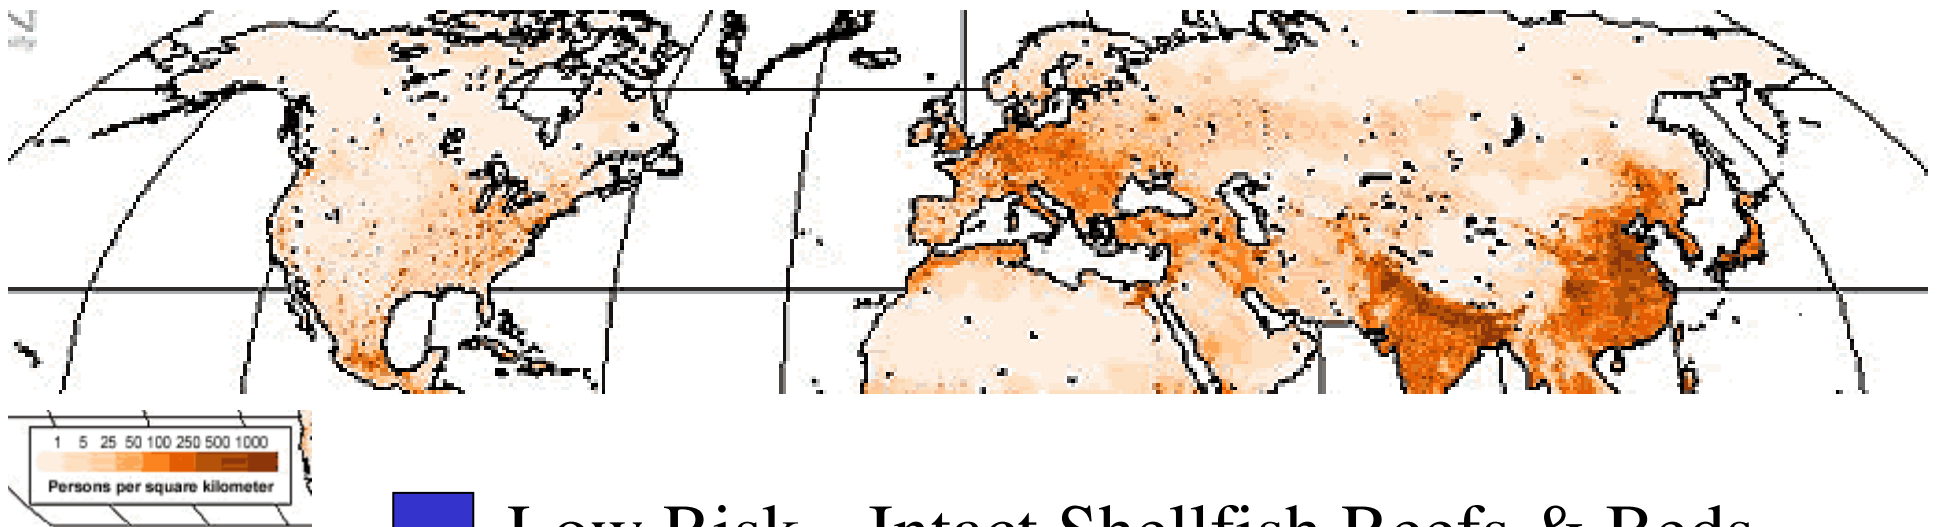 1 5 25 50 100 250 500 1000
Persons per square kilometer
Low Risk - Intact Shellfish Reefs & Beds